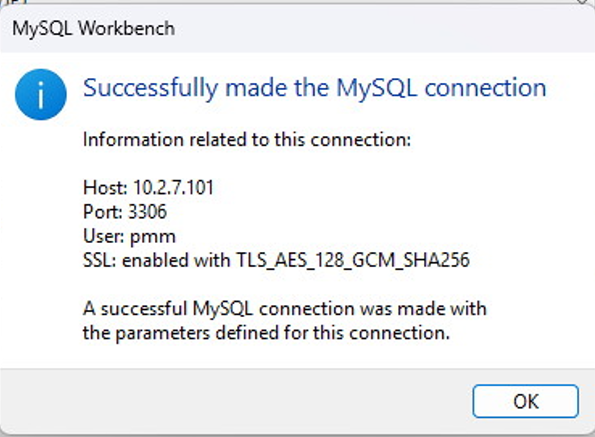 MySQL Workbench
Successfully made the MySQL connection
Information related to this connection:
Host: 10.2.7.101
Port: 3306
User: pmm
SSL: enabled with TLS_AES_128_GCM_SHA256
A successful MySQL connection was made with
the parameters defined for this connection.
OK